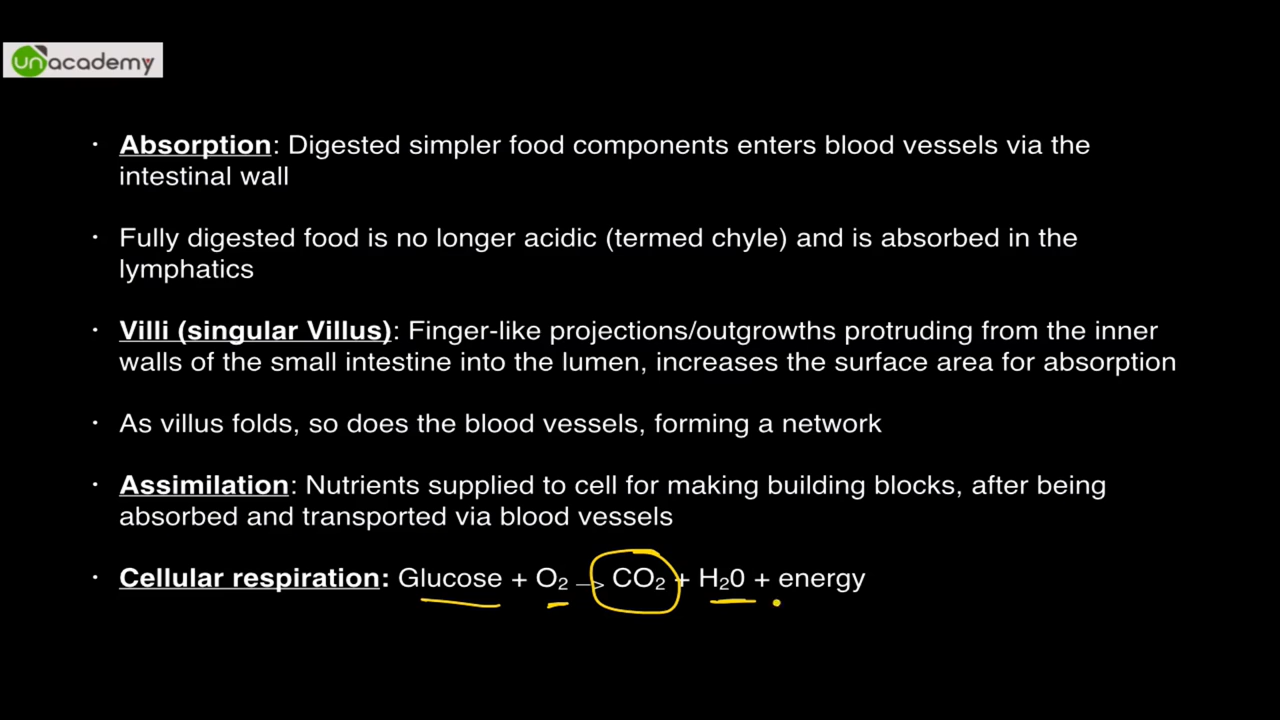 unacademy
· Absorption: Digested simpler food components enters blood vessels via the
intestinal wall
· Fully digested food is no longer acidic (termed chyle) and is absorbed in the
lymphatics
· Villi (singular Villus): Finger-like projections/outgrowths protruding from the inner
walls of the small intestine into the lumen, increases the surface area for absorption
· As villus folds, so does the blood vessels, forming a network
· Assimilation: Nutrients supplied to cell for making building blocks, after being
absorbed and transported via blood vessels
· Cellular respiration: Glucose + O₂ —> CO₂ + H₂0 + energy